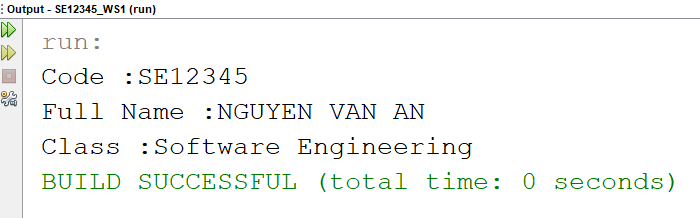 Output - SE12345_WS1 (run)
run:
Code :SE12345
Full Name :NGUYEN VAN AN
Class :Software Engineering
BUILD SUCCESSFUL (total time: 0 seconds)